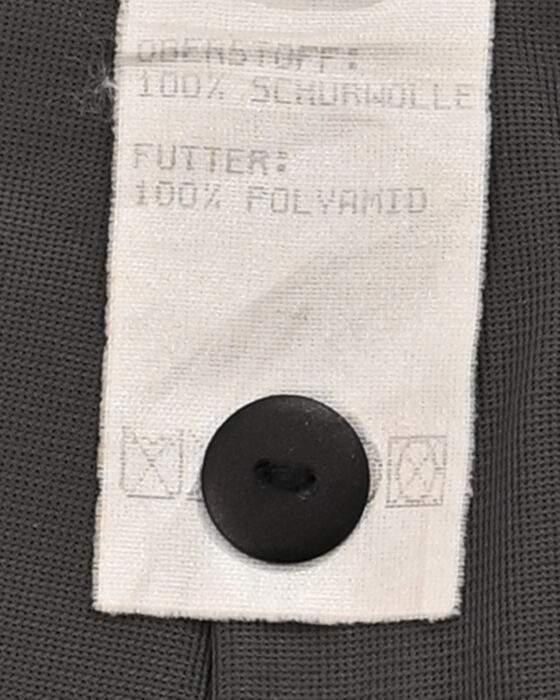 OBERSTOFF:
100% SCHURWOLLE
FUTTER:
100% POLYAMID